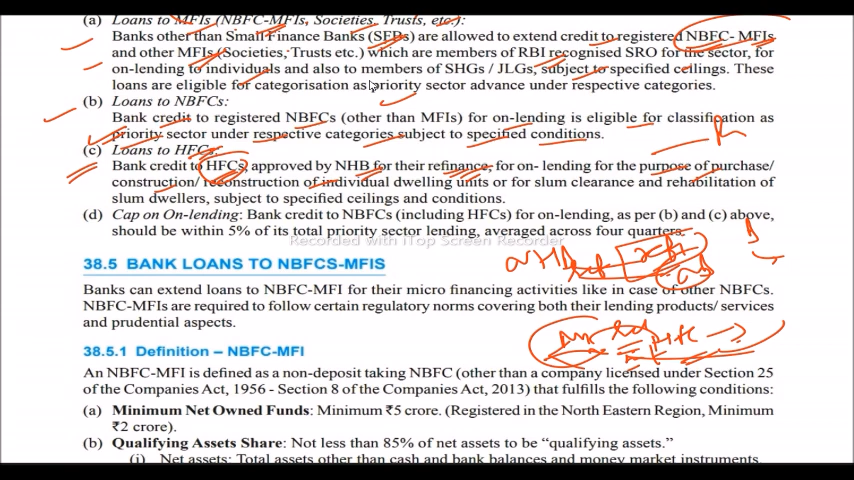 (a) Loans to MFIs (NBFC-MFIs, Societies, Trusts, etc.):
Banks other than Small Finance Banks (SFBs) are allowed to extend credit to registered NBFC- MFIs
and other MFIs (Societies, Trusts etc.) which are members of RBI recognised SRO for the sector, for
on-lending to individuals and also to members of SHGs / JLGs, subject to specified ceilings. These
loans are eligible for categorisation as priority sector advance under respective categories.
(b) Loans to NBFCs:
Bank credit to registered NBFCs (other than MFIs) for on-lending is eligible for classification as
priority sector under respective categories subject to specified conditions.
(c) Loans to HFCs:
Bank credit to HFCs, approved by NHB for their refinance, for on- lending for the purpose of purchase/
construction/ reconstruction of individual dwelling units or for slum clearance and rehabilitation of
slum dwellers, subject to specified ceilings and conditions.
(d) Cap on On-lending: Bank credit to NBFCs (including HFCs) for on-lending, as per (b) and (c) above,
should be within 5% of its total priority sector lending, averaged across four quarters.
Recorded with iTop Screen Recorder
NHB
38.5 BANK LOANS TO NBFCS-MFIS
Banks can extend loans to NBFC-MFI for their micro financing activities like in case of other NBFCs.
NBFC-MFIs are required to follow certain regulatory norms covering both their lending products/ services
and prudential aspects.
38.5.1 Definition – NBFC-MFI
An NBFC-MFI is defined as a non-deposit taking NBFC (other than a company licensed under Section 25
of the Companies Act, 1956 - Section 8 of the Companies Act, 2013) that fulfills the following conditions:
(a) Minimum Net Owned Funds: Minimum ₹5 crore. (Registered in the North Eastern Region, Minimum
₹2 crore).
(b) Qualifying Assets Share: Not less than 85% of net assets to be “qualifying assets.”
(i) Net assets: Total assets other than cash and bank balances and money market instruments.